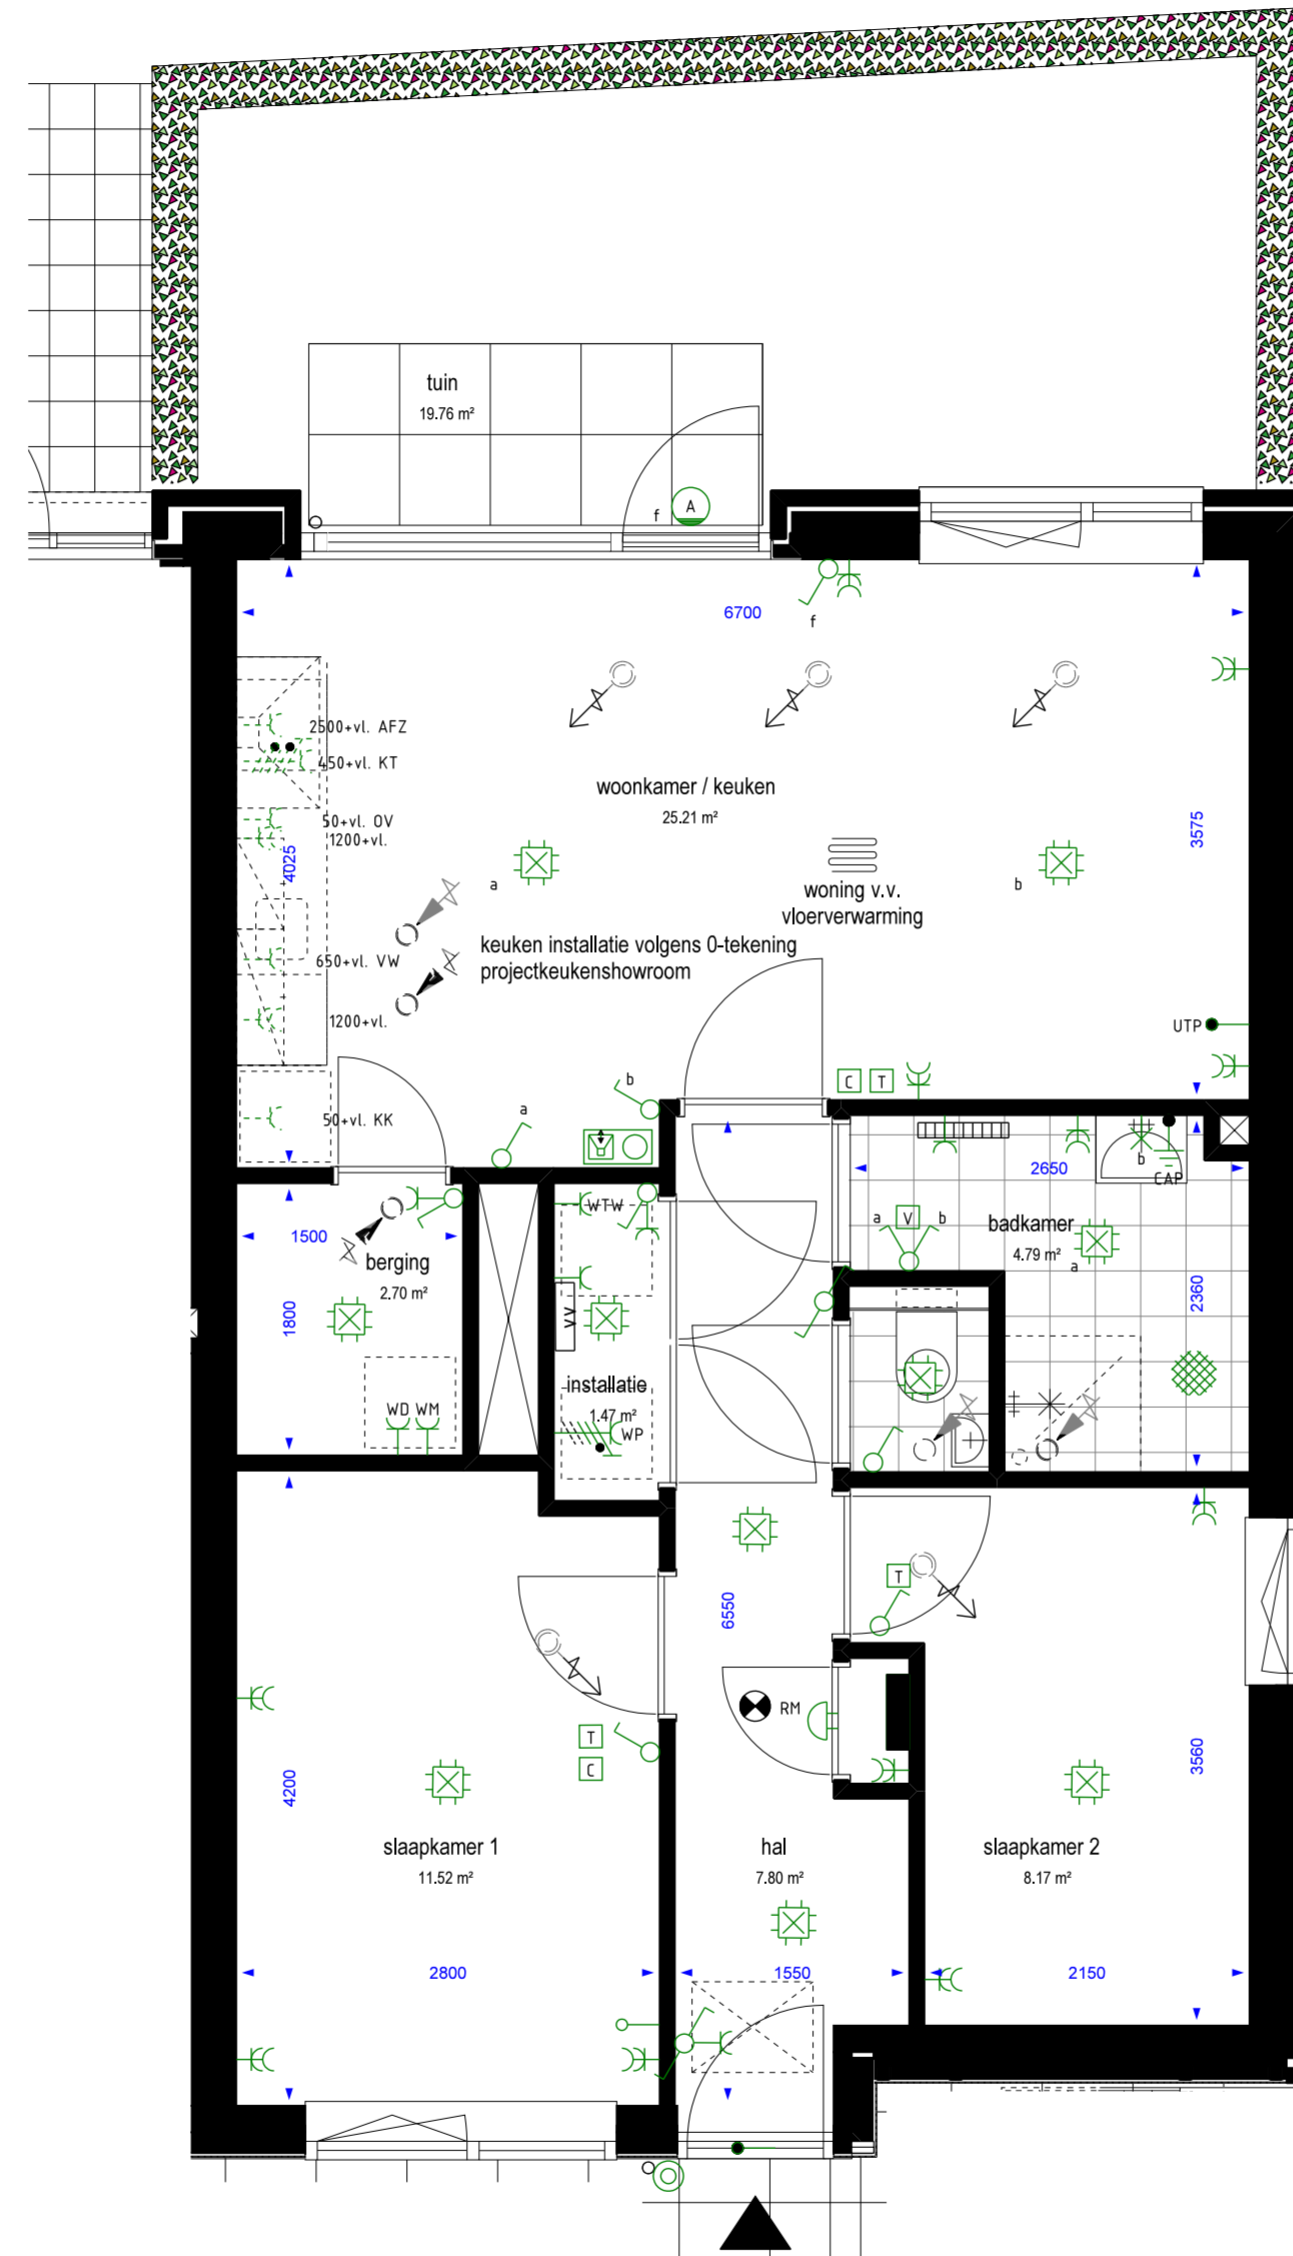 tuin
19.76 m²
A
f
6700
f
2500+vl. AFZ
450+vl. KT
woonkamer / keuken
25.21 m²
50+vl. OV
1200+vl.
3575
4025
a
b
woning v.v.
vloerverwarming
keuken installatie volgens 0-tekening
projectkeukenshowroom
650+vl. VW
1200+vl.
UTP
C T
b
50+vl. KK
a
2650
b
CAP
WTW
a V b
badkamer
4.79 m²
a
1500
berging
2.70 m²
1800
2360
VV
installatie
1.47 m²
WD WM
WP
T
6550
RM
T
C
4200
3560
slaapkamer 1
11.52 m²
hal
7.80 m²
slaapkamer 2
8.17 m²
2800
1550
2150